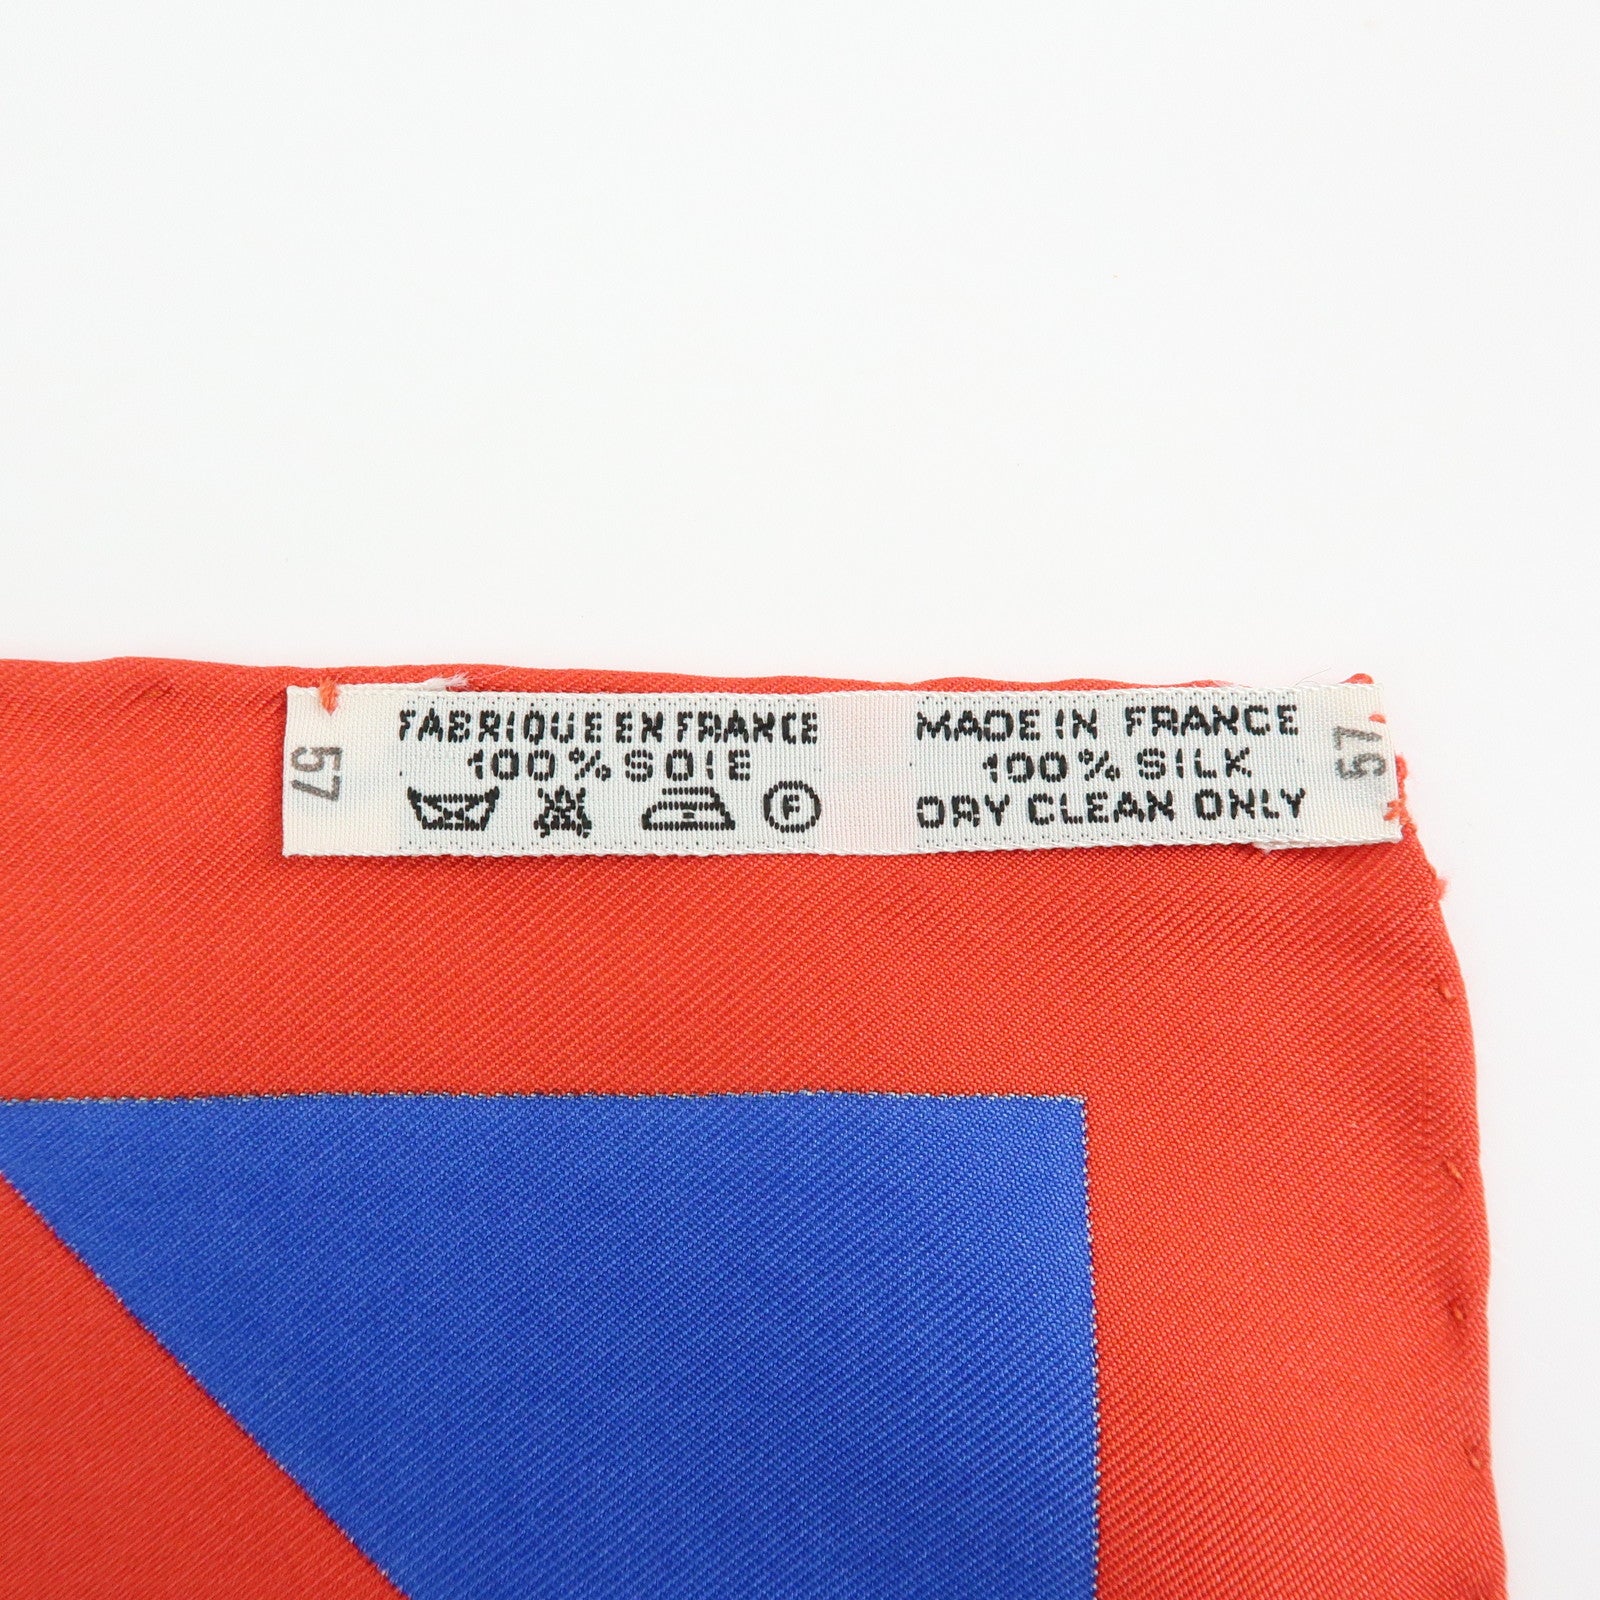 FABRIQUE EN FRANCE
100% SOIE
F
57
MADE IN FRANCE
100% SILK
DRY CLEAN ONLY
57